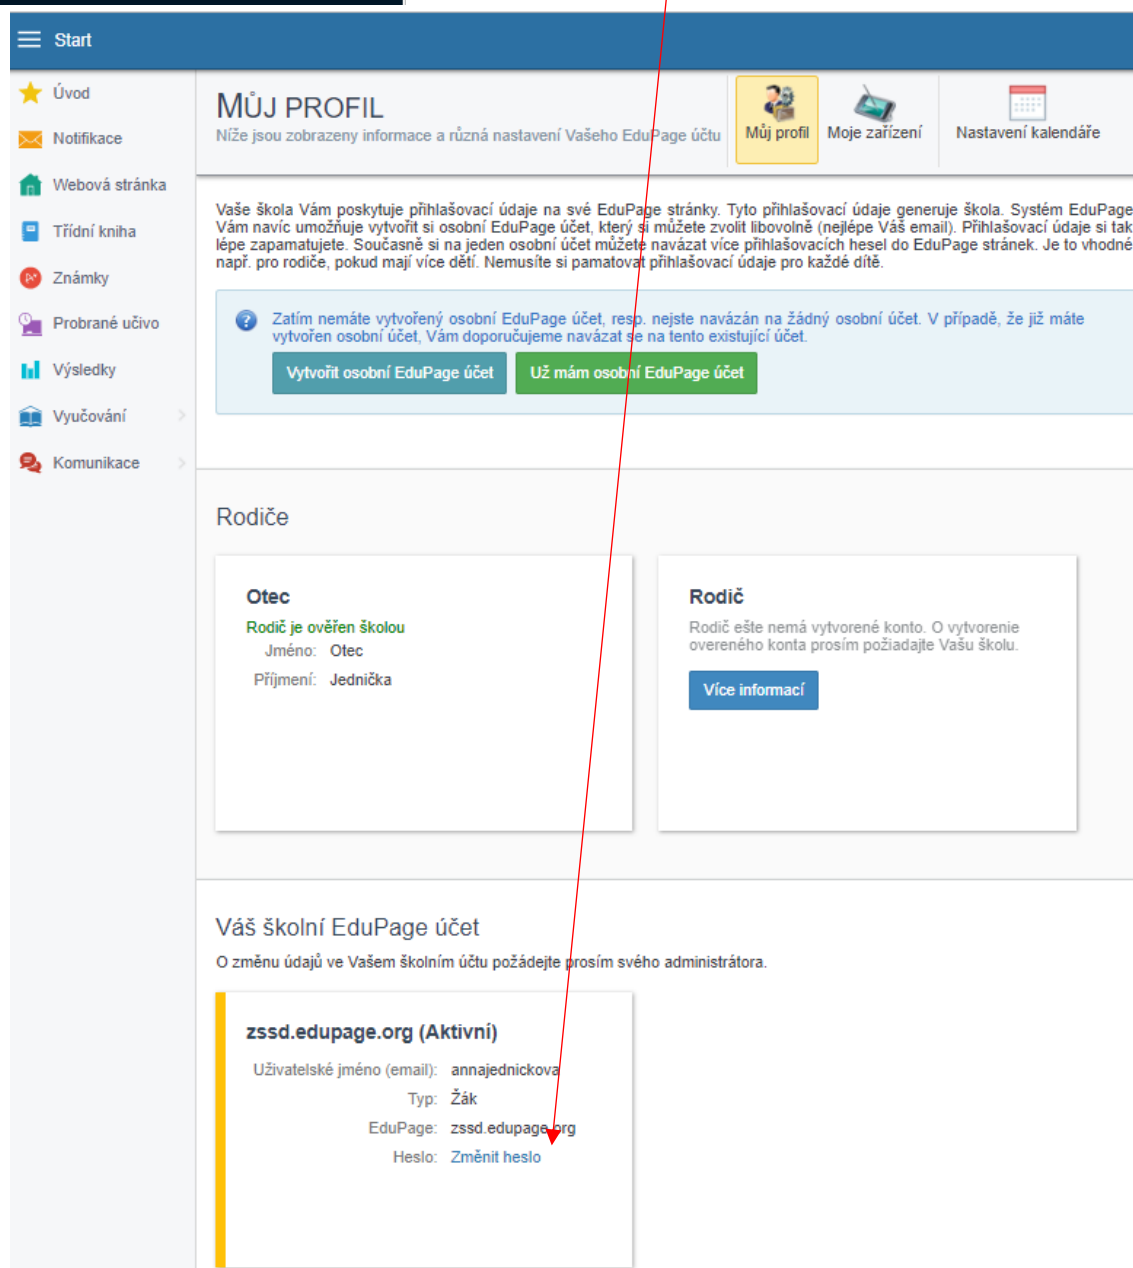 Start
Úvod
Notifikace
Webová stránka
Třídní kniha
Známky
Probrané učivo
Výsledky
Vyučování
Komunikace
MŮJ PROFIL
Níže jsou zobrazeny informace a různá nastavení Vašeho EduPage účtu
Můj profil
Moje zařízení
Nastavení kalendáře
Vaše škola Vám poskytuje přihlašovací údaje na své EduPage stránky. Tyto přihlašovací údaje generuje škola. Systém EduPage
Vám navíc umožňuje vytvořit si osobní EduPage účet, který si můžete zvolit libovolně (nejlépe Váš email). Přihlašovací údaje si tak
lépe zapamatujete. Současně si na jeden osobní účet můžete navázat více přihlašovacích hesel do EduPage stránek. Je to vhodné
např. pro rodiče, pokud mají více dětí. Nemusíte si pamatovat přihlašovací údaje pro každé dítě.
Zatím nemáte vytvořený osobní EduPage účet, resp. nejste navázán na žádný osobní účet. V případě, že již máte
vytvořen osobní účet, Vám doporučujeme navázat se na tento existující účet.
Vytvořit osobní EduPage účet
Už mám osobní EduPage účet
Rodiče
Otec
Rodič je ověřen školou
Jméno: Otec
Příjmení: Jednička
Rodič
Rodič ešte nemá vytvorené konto. O vytvorenie
overeného konta prosím požiadajte Vašu školu.
Více informací
Váš školní EduPage účet
O změnu údajů ve Vašem školním účtu požádejte prosím svého administrátora.
zssd.edupage.org (Aktivní)
Uživatelské jméno (email): annajednickova
Typ: Žák
EduPage: zssd.edupage.org
Heslo: Změnit heslo